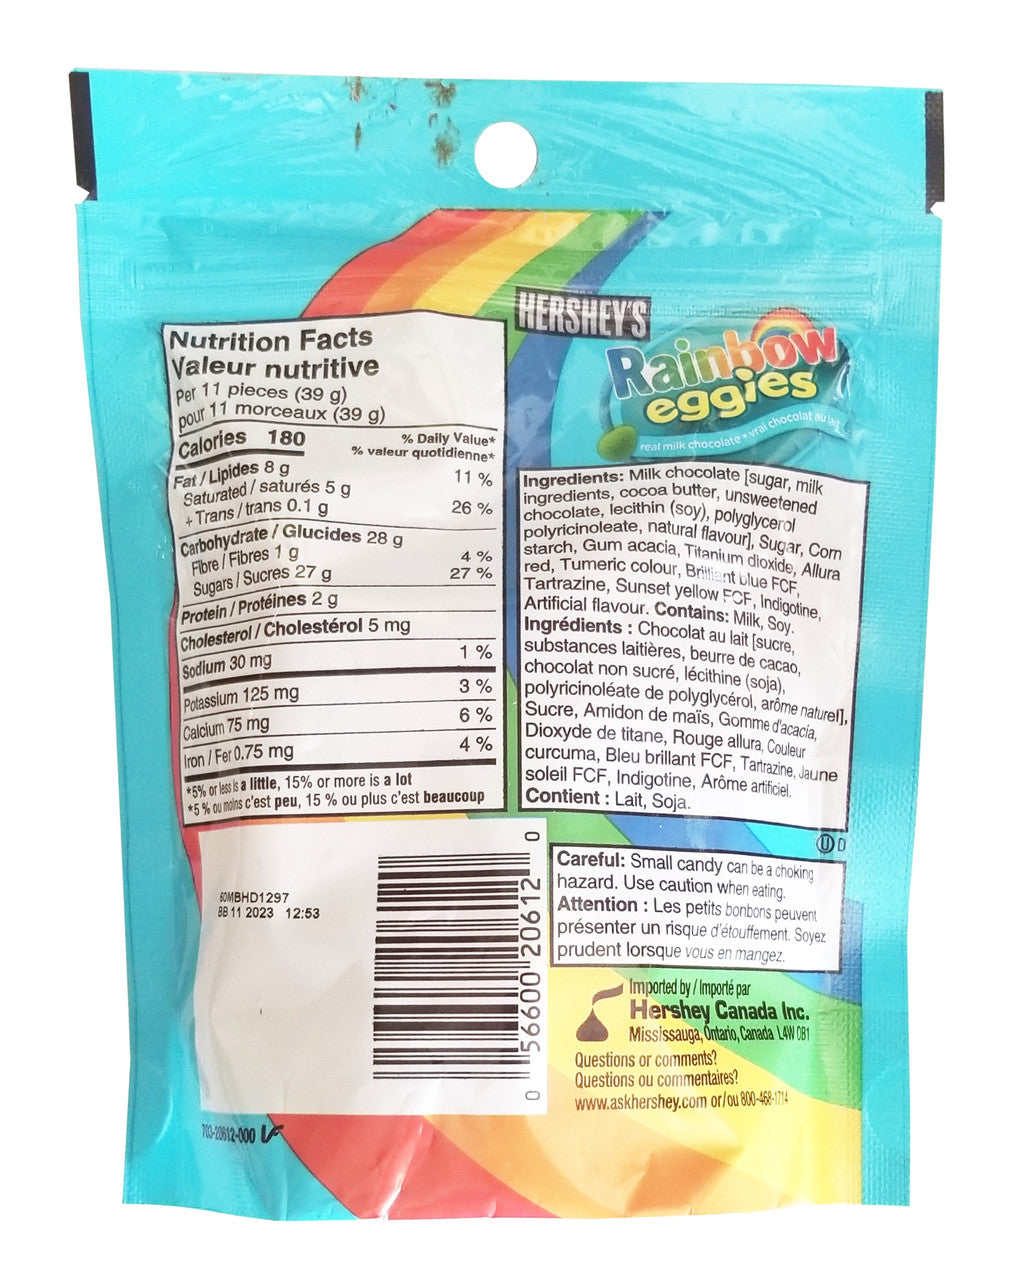 HERSHEY'S
Rainbow
eggies
real milk chocolate • vrai chocolat au lait
Nutrition Facts
Valeur nutritive
Per 11 pieces (39 g)
pour 11 morceaux (39 g)
Calories 180
% Daily Value*
% valeur quotidienne*
Fat / Lipides 8 g 11 %
Saturated / saturés 5 g
+ Trans / trans 0.1 g 26 %
Carbohydrate / Glucides 28 g
Fibre / Fibres 1 g 4 %
Sugars / Sucres 27 g 27 %
Protein / Protéines 2 g
Cholesterol / Cholestérol 5 mg
Sodium 30 mg 1 %
Potassium 125 mg 3 %
Calcium 75 mg 6 %
Iron / Fer 0.75 mg 4 %
*5% or less is a little, 15% or more is a lot
*5 % ou moins c'est peu, 15 % ou plus c'est beaucoup
Ingredients: Milk chocolate [sugar, milk
ingredients, cocoa butter, unsweetened
chocolate, lecithin (soy), polyglycerol
polyricinoleate, natural flavour], Sugar, Corn
starch, Gum acacia, Titanium dioxide, Allura
red, Tumeric colour, Brilliant blue FCF,
Tartrazine, Sunset yellow FCF, Indigotine,
Artificial flavour. Contains: Milk, Soy.
Ingrédients : Chocolat au lait [sucre,
substances laitières, beurre de cacao,
chocolat non sucré, lécithine (soja),
polyricinoléate de polyglycérol, arôme naturel],
Sucre, Amidon de maïs, Gomme d'acacia,
Dioxyde de titane, Rouge allura, Couleur
curcuma, Bleu brillant FCF, Tartrazine, Jaune
soleil FCF, Indigotine, Arôme artificiel.
Contient : Lait, Soja.
U D
Careful: Small candy can be a choking
hazard. Use caution when eating.
Attention : Les petits bonbons peuvent
présenter un risque d'étouffement. Soyez
prudent lorsque vous en mangez.
60MBHD1297
BB 11 2023 12:53
0 56600 20612 0
Imported by / Importé par
Hershey Canada Inc.
Mississauga, Ontario, Canada L4W 0B1
Questions or comments?
Questions ou commentaires?
www.askhershey.com or/ou 800-468-1714
703-20612-000